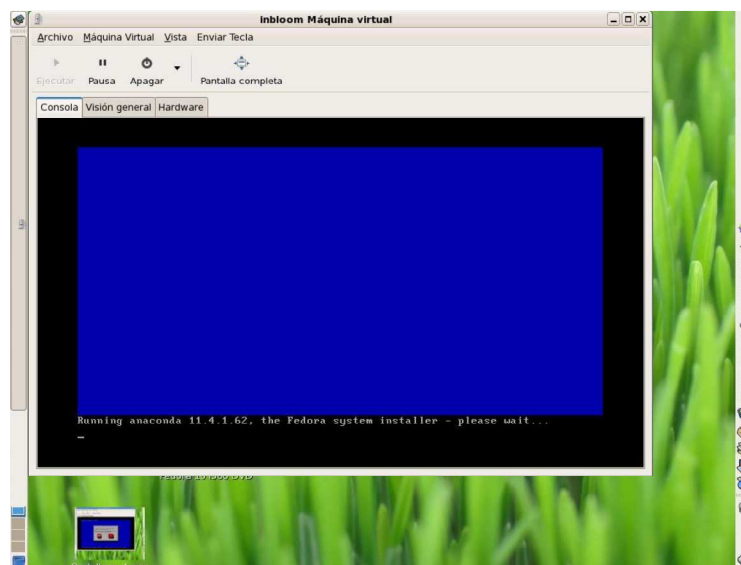 inbloom Máquina virtual
Archivo Máquina Virtual Vista Enviar Tecla
Ejecutar Pausa Apagar Pantalla completa
Consola Visión general Hardware
Running anaconda 11.4.1.62, the Fedora system installer - please wait...